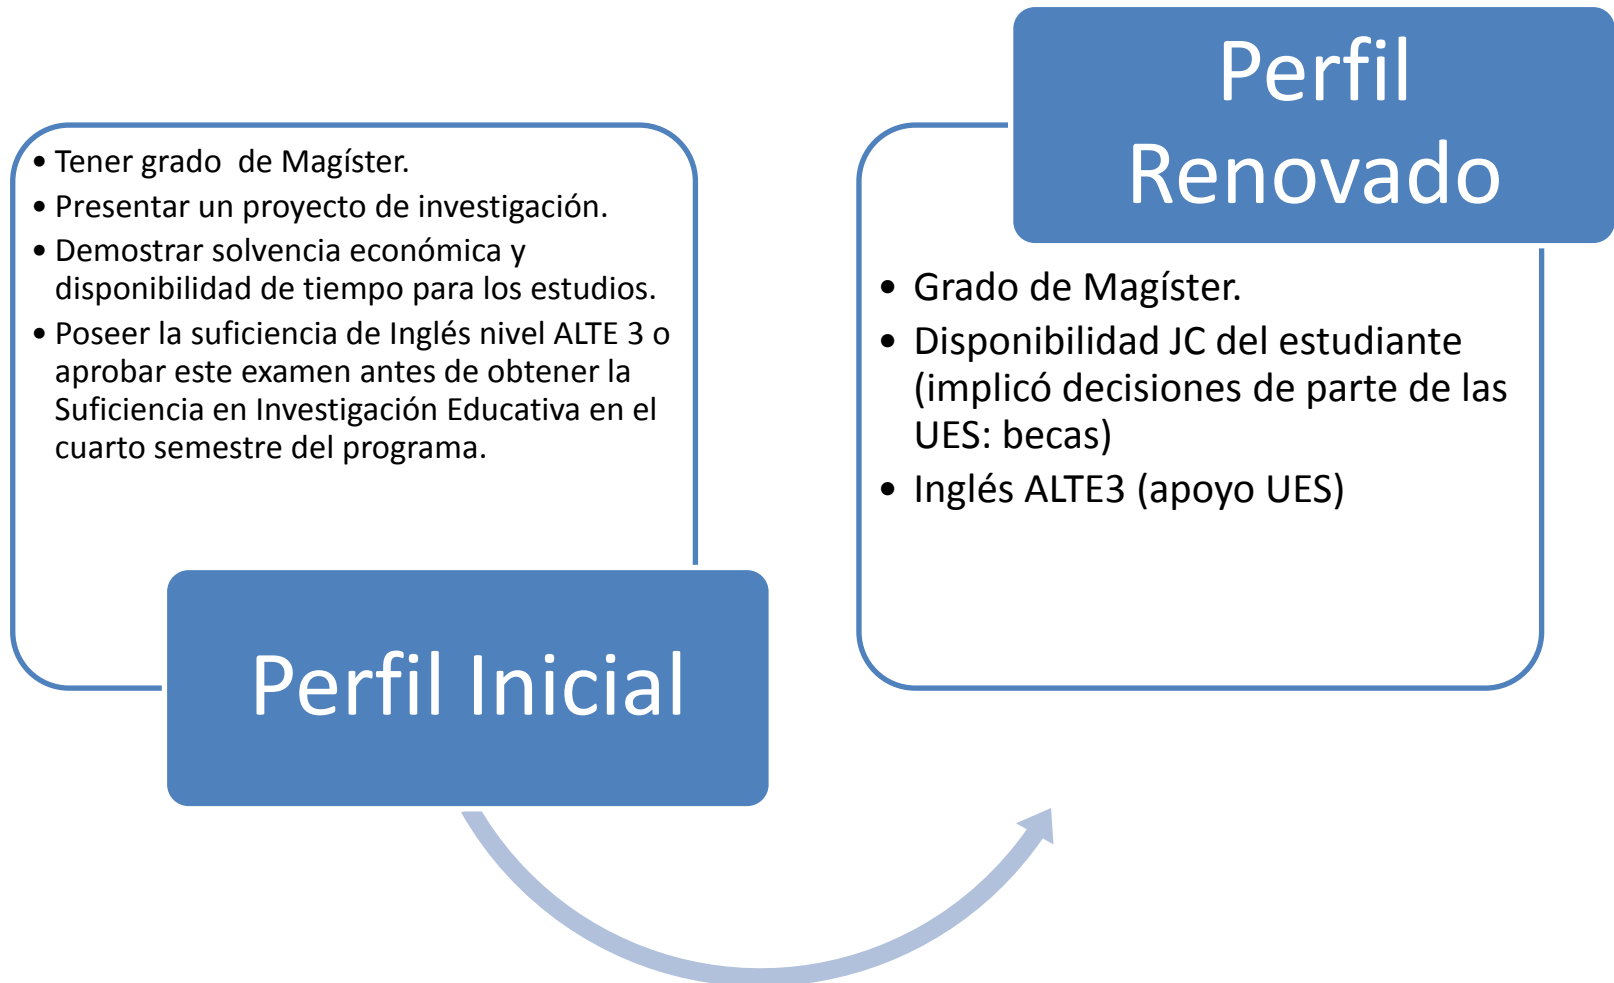 • Tener grado  de Magíster.
• Presentar un proyecto de investigación.
• Demostrar solvencia económica y
disponibilidad de tiempo para los estudios.
• Poseer la suficiencia de Inglés nivel ALTE 3 o
aprobar este examen antes de obtener la
Suficiencia en Investigación Educativa en el
cuarto semestre del programa.
Perfil Inicial
Perfil
Renovado
• Grado de Magíster.
• Disponibilidad JC del estudiante
(implicó decisiones de parte de las
UES: becas)
• Inglés ALTE3 (apoyo UES)